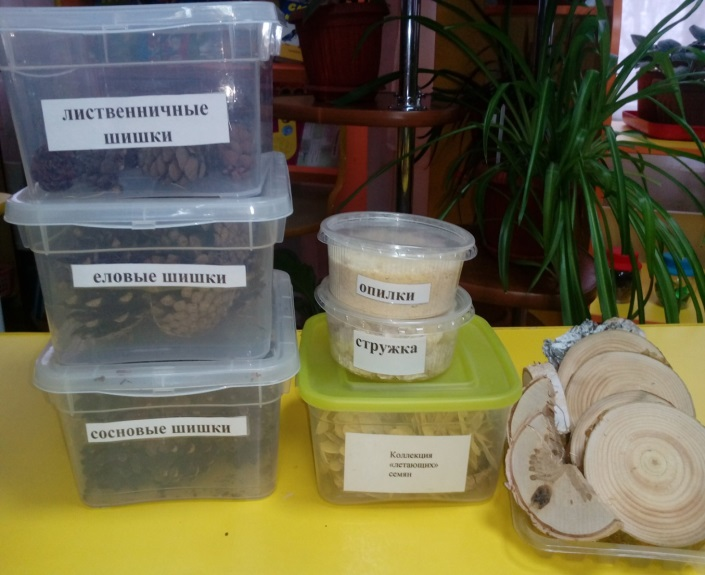 лиственничные
шишки
еловые шишки
сосновые шишки
опилки
стружка
Коллекция
«летающих»
семян